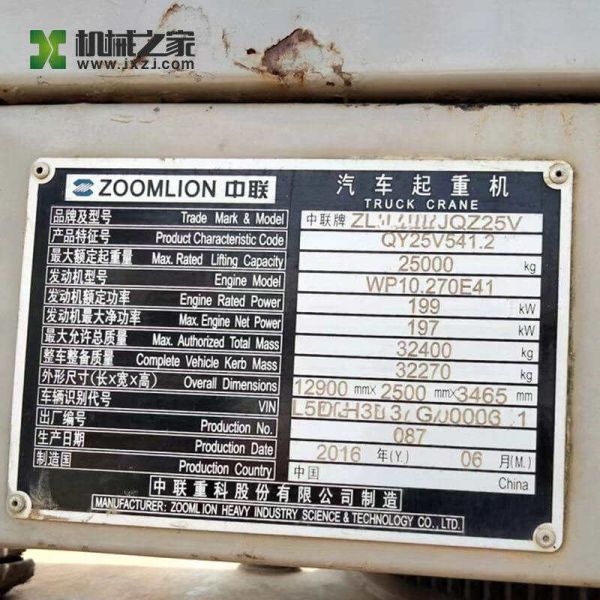 机械之家
www.jxzj.com
ZOOMLION 中联
汽车起重机
TRUCK CRANE
品牌及型号 Trade Mark & Model 中联牌 JQZ25V
产品特征号 Product Characteristic Code QY25V541.2
最大额定起重量 Max. Rated Lifting Capacity 25000 kg
发动机型号 Engine Model WP10.270E41
发动机额定功率 Engine Rated Power 199 kW
发动机最大净功率 Max. Engine Net Power 197 kW
最大允许总质量 Max. Authorized Total Mass 32400 kg
整车整备质量 Complete Vehicle Kerb Mass 32270 kg
外形尺寸(长×宽×高) Overall Dimensions 12900 mm× 2500 mm× 3465 mm
车辆识别代号 VIN
出厂编号 Production No. 087
生产日期 Production Date 2016 年(Y.) 06 月(M.)
制造国 Production Country 中国 China
中联重科股份有限公司制造
MANUFACTURER: ZOOMLION HEAVY INDUSTRY SCIENCE & TECHNOLOGY CO., LTD.